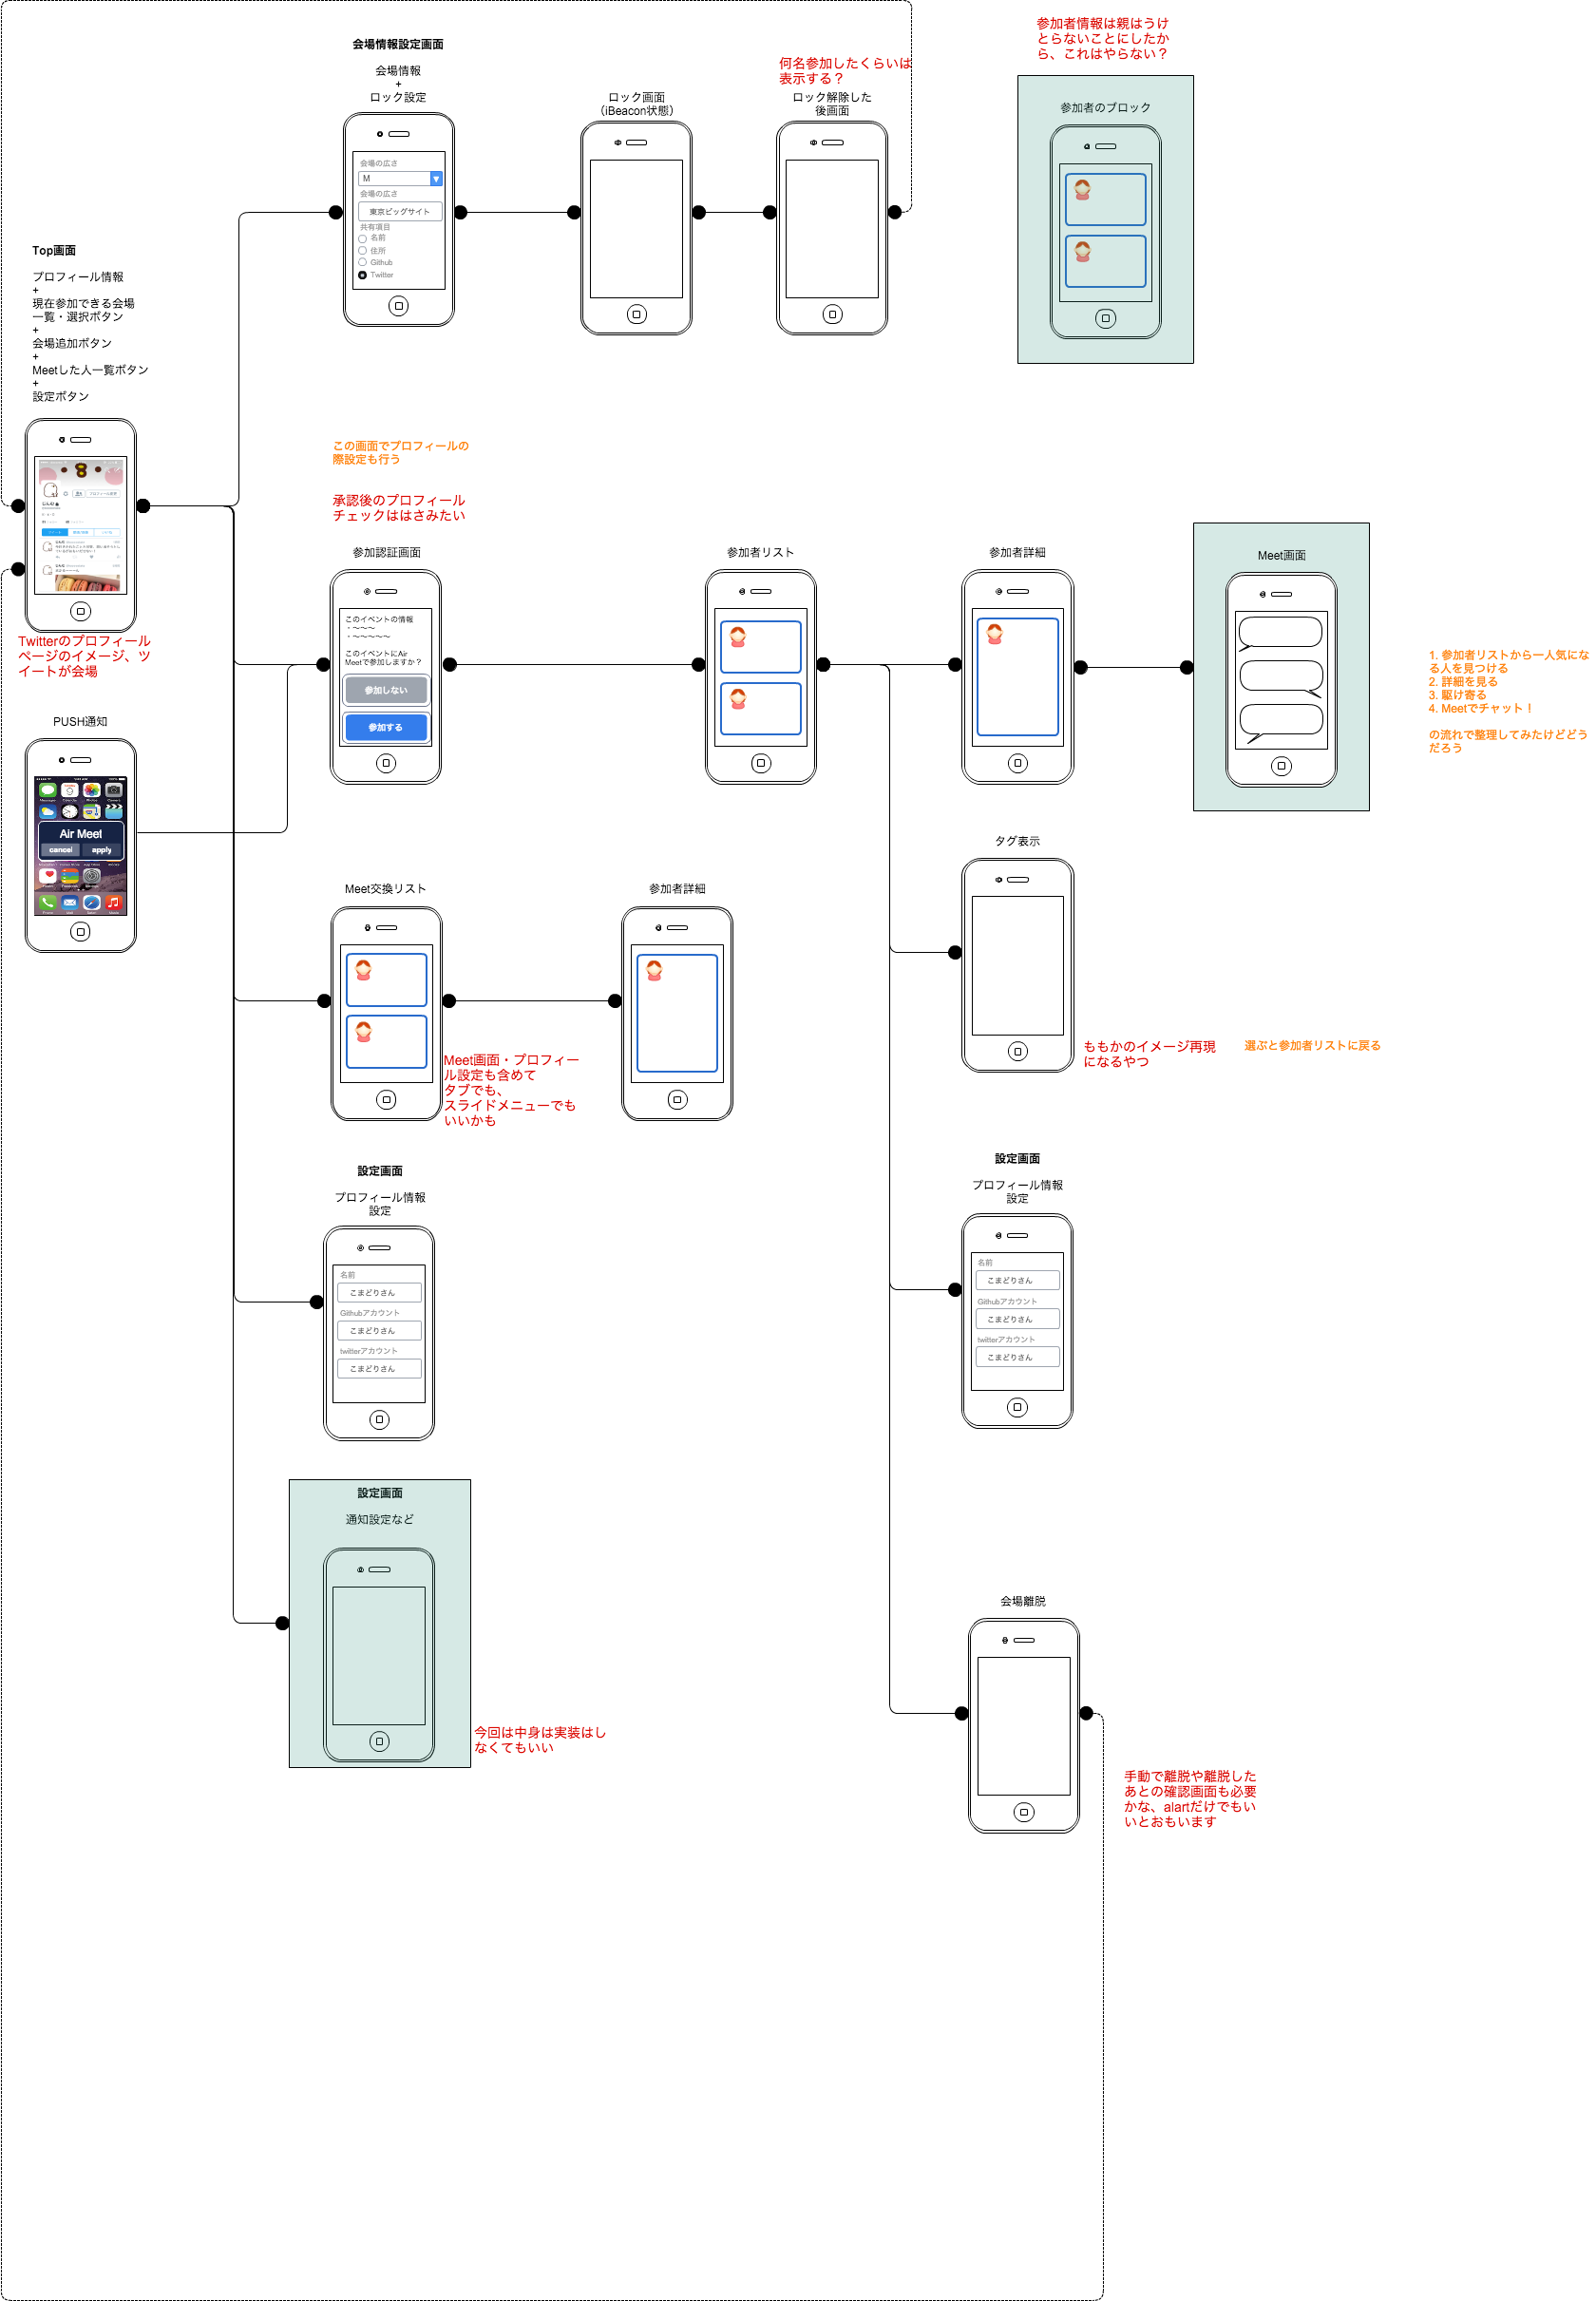 参加者情報は親はうけ
とらないことにしたか
ら、これはやらない？
会場情報設定画面
会場情報
+
ロック設定
何名参加したくらいは
表示する？
ロック画面
（iBeacon状態）
ロック解除した
後画面
参加者のブロック
会場の広さ
M
会場の広さ
東京ビッグサイト
共有項目
名前
住所
Github
Twitter
Top画面
プロフィール情報
+
現在参加できる会場
一覧・選択ボタン
+
会場追加ボタン
+
Meetした人一覧ボタン
+
設定ボタン
Twitterのプロフィール
ページのイメージ、ツ
イートが会場
この画面でプロフィールの
際設定も行う
承認後のプロフィール
チェックははさみたい
参加認証画面
このイベントの情報
・〜〜〜
・〜〜〜〜〜
このイベントにAir
Meetで参加しますか？
参加しない
参加する
参加者リスト
参加者詳細
Meet画面
1. 参加者リストから一人気にな
る人を見つける
2. 詳細を見る
3. 駆け寄る
4. Meetでチャット！
の流れで整理してみたけどどう
だろう
PUSH通知
Air Meet
cancel
apply
Meet交換リスト
参加者詳細
Meet画面・プロフィー
ル設定も含めて
タブでも、
スライドメニューでも
いいかも
タグ表示
ももかのイメージ再現
になるやつ
選ぶと参加者リストに戻る
設定画面
プロフィール情報
設定
名前
こまどりさん
Githubアカウント
こまどりさん
twitterアカウント
こまどりさん
設定画面
プロフィール情報
設定
名前
こまどりさん
Githubアカウント
こまどりさん
twitterアカウント
こまどりさん
設定画面
通知設定など
今回は中身は実装はし
なくてもいい
会場離脱
手動で離脱や離脱した
あとの確認画面も必要
かな、alartだけでもい
いとおもいます